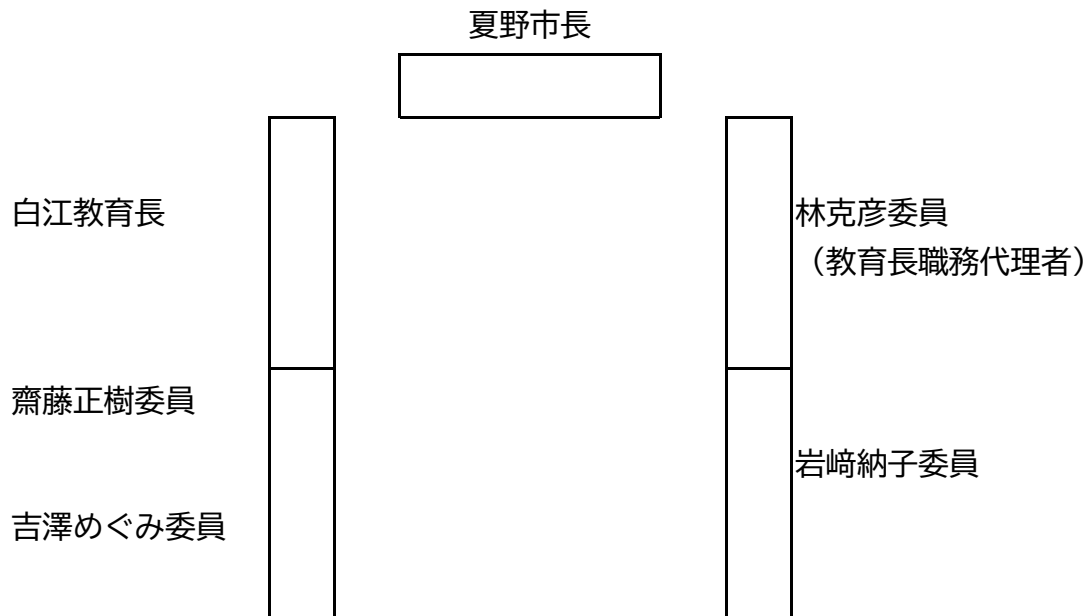 夏野市長
白江教育長
林克彦委員
（教育長職務代理者）
齋藤正樹委員
岩﨑納子委員
吉澤めぐみ委員